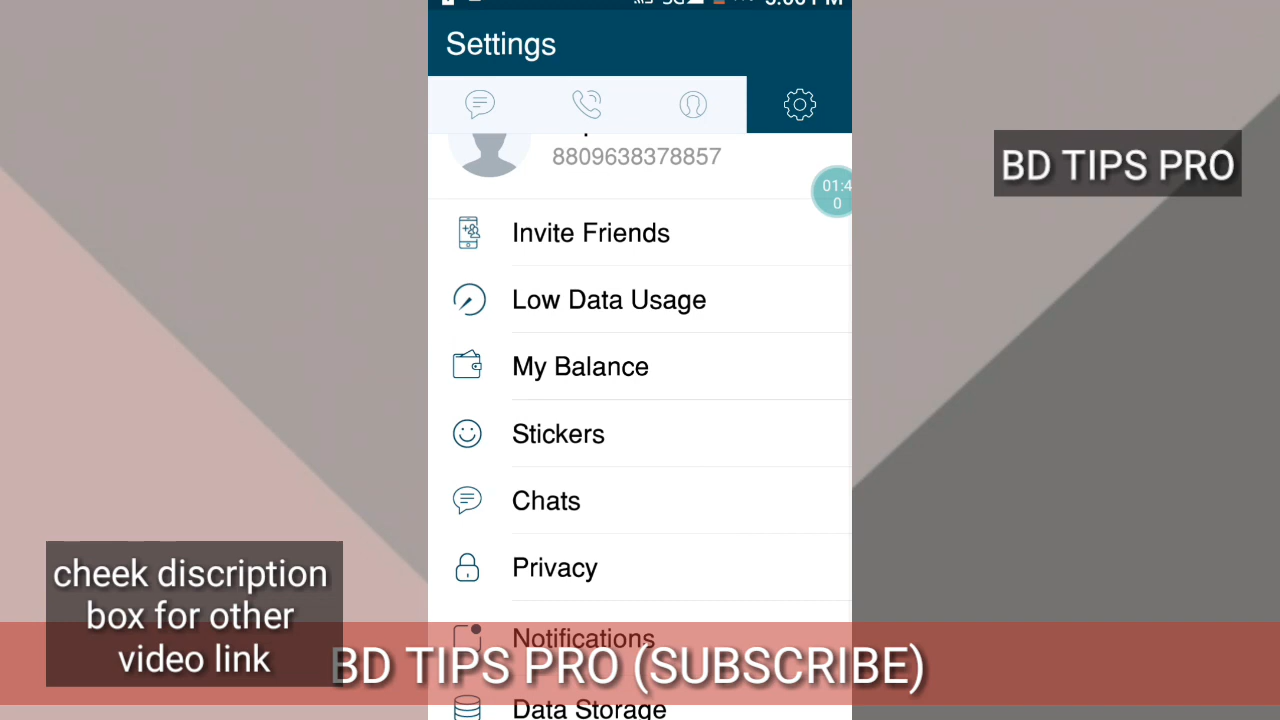 Settings
8809638378857
01:4
0
BD TIPS PRO
Invite Friends
Low Data Usage
My Balance
Stickers
Chats
Privacy
Notifications
Data Storage
cheek discription
box for other
video link
BD TIPS PRO (SUBSCRIBE)